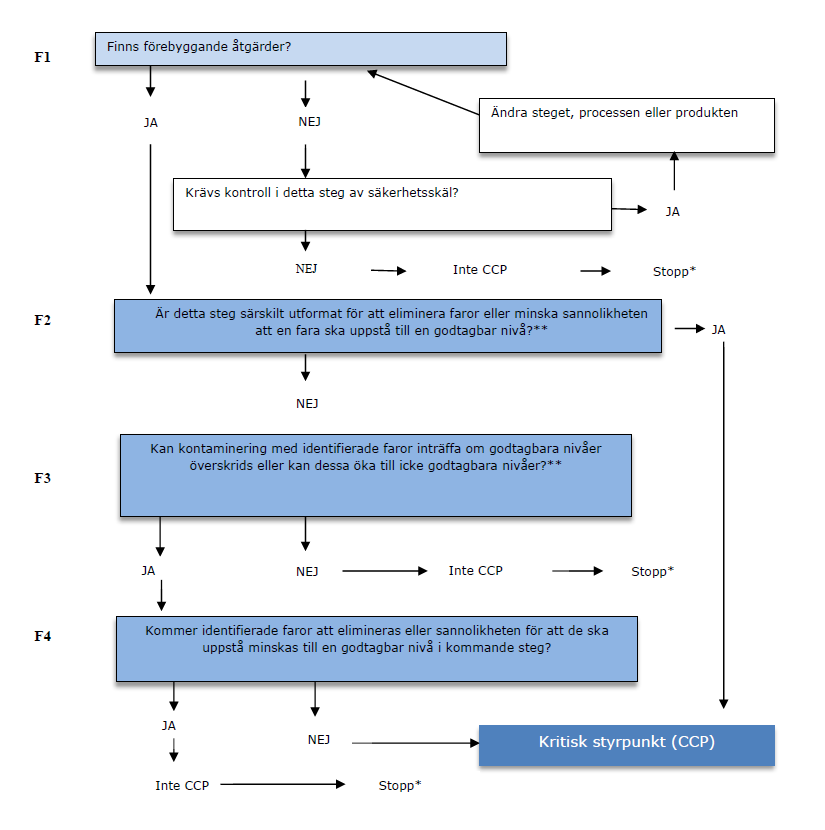 F1
Finns förebyggande åtgärder?
Ändra steget, processen eller produkten
JA
NEJ
Krävs kontroll i detta steg av säkerhetsskäl?
JA
NEJ
Inte CCP
Stopp*
F2
Är detta steg särskilt utformat för att eliminera faror eller minska sannolikheten
att en fara ska uppstå till en godtagbar nivå?**
JA
NEJ
F3
Kan kontaminering med identifierade faror inträffa om godtagbara nivåer
överskrids eller kan dessa öka till icke godtagbara nivåer?**
JA
NEJ
Inte CCP
Stopp*
F4
Kommer identifierade faror att elimineras eller sannolikheten för att de ska
uppstå minskas till en godtagbar nivå i kommande steg?
JA
NEJ
Kritisk styrpunkt (CCP)
Inte CCP
Stopp*